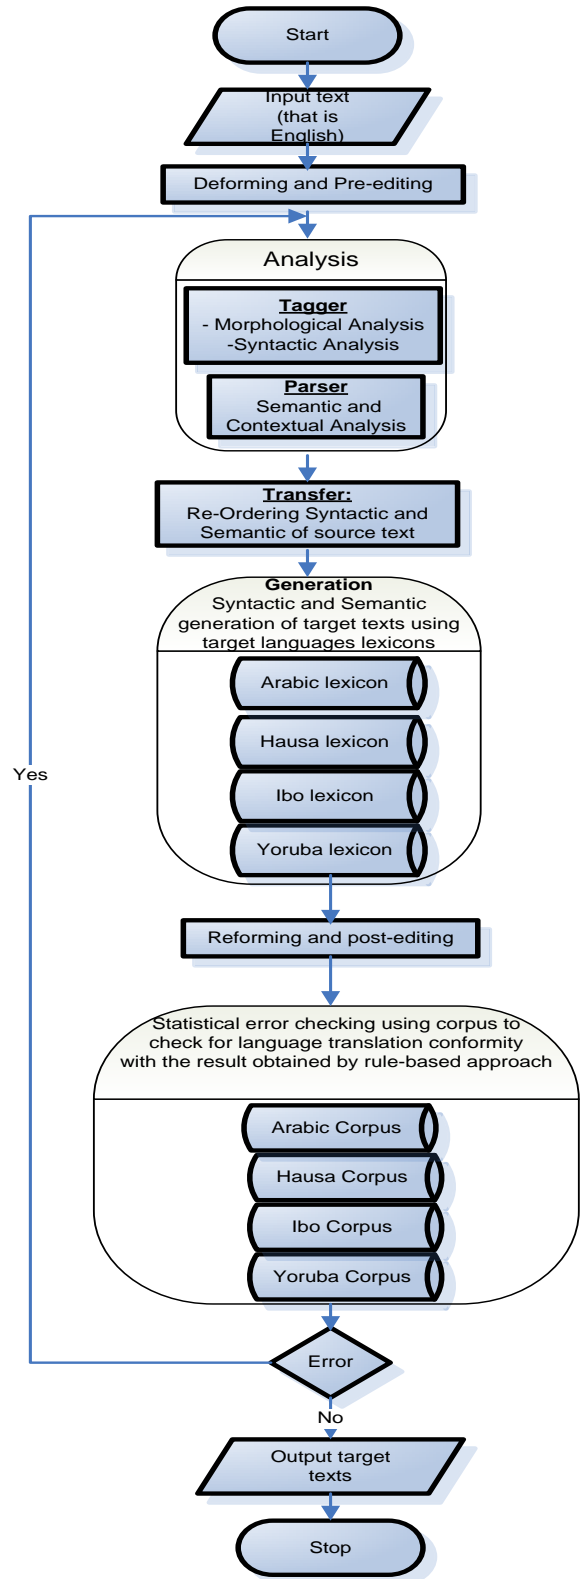 Start
Input text
(that is
English)
Deforming and Pre-editing
Analysis
Tagger
- Morphological Analysis
-Syntactic Analysis
Parser
Semantic and
Contextual Analysis
Transfer:
Re-Ordering Syntactic and
Semantic of source text
Generation
Syntactic and Semantic
generation of target texts using
target languages lexicons
Arabic lexicon
Hausa lexicon
Ibo lexicon
Yoruba lexicon
Yes
Reforming and post-editing
Statistical error checking using corpus to
check for language translation conformity
with the result obtained by rule-based approach
Arabic Corpus
Hausa Corpus
Ibo Corpus
Yoruba Corpus
Error
No
Output target
texts
Stop